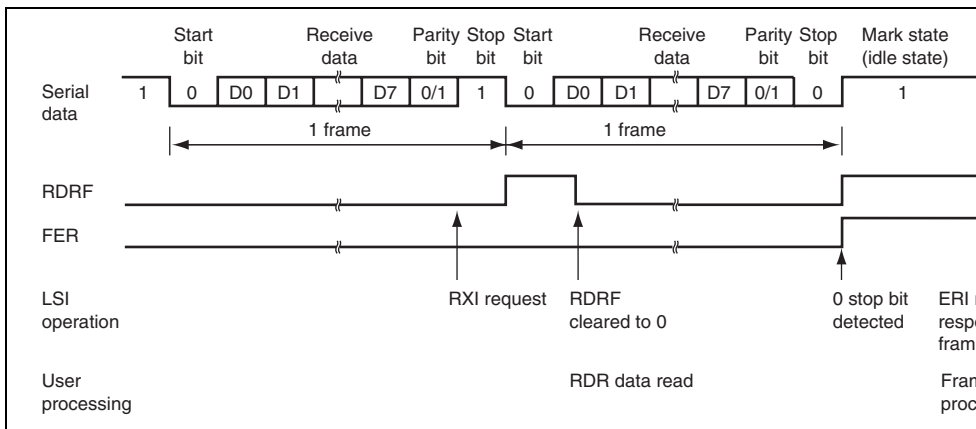 Start bit Receive data Parity bit Stop bit Start bit Receive data Parity bit Stop bit Mark state (idle state)
Serial data 1 0 D0 D1 D7 0/1 1 0 D0 D1 D7 0/1 0 1
1 frame 1 frame
RDRF
FER
LSI operation RXI request RDRF cleared to 0 0 stop bit detected ERI
User processing RDR data read